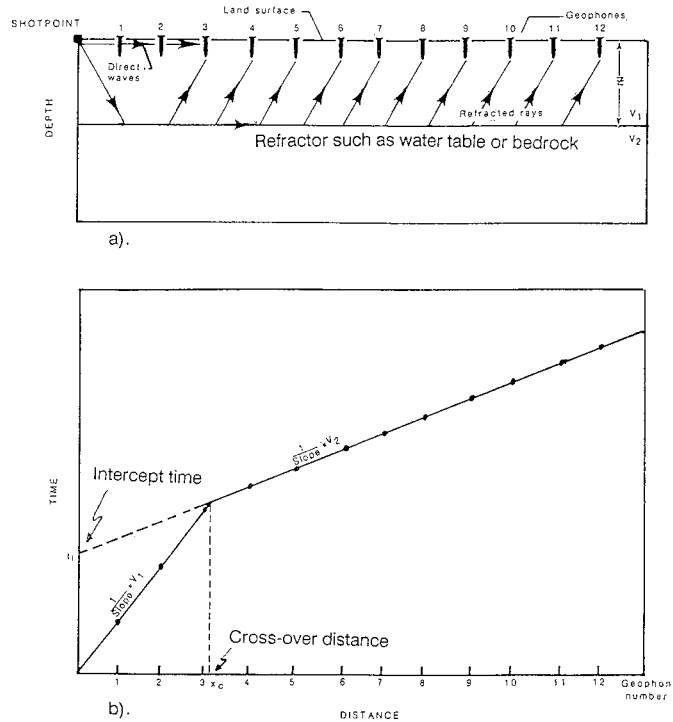 SHOTPOINT
Land surface
Geophones
1 2 3 4 5 6 7 8 9 10 11 12
Direct
waves
DEPTH
Refracted rays
Z
V1
V2
Refractor such as water table or bedrock
a).
TIME
Intercept time
ti
1/Slope = V1
1/Slope = V2
Cross-over distance
1 2 3 xc 4 5 6 7 8 9 10 11 12
Geophon
number
b).
DISTANCE